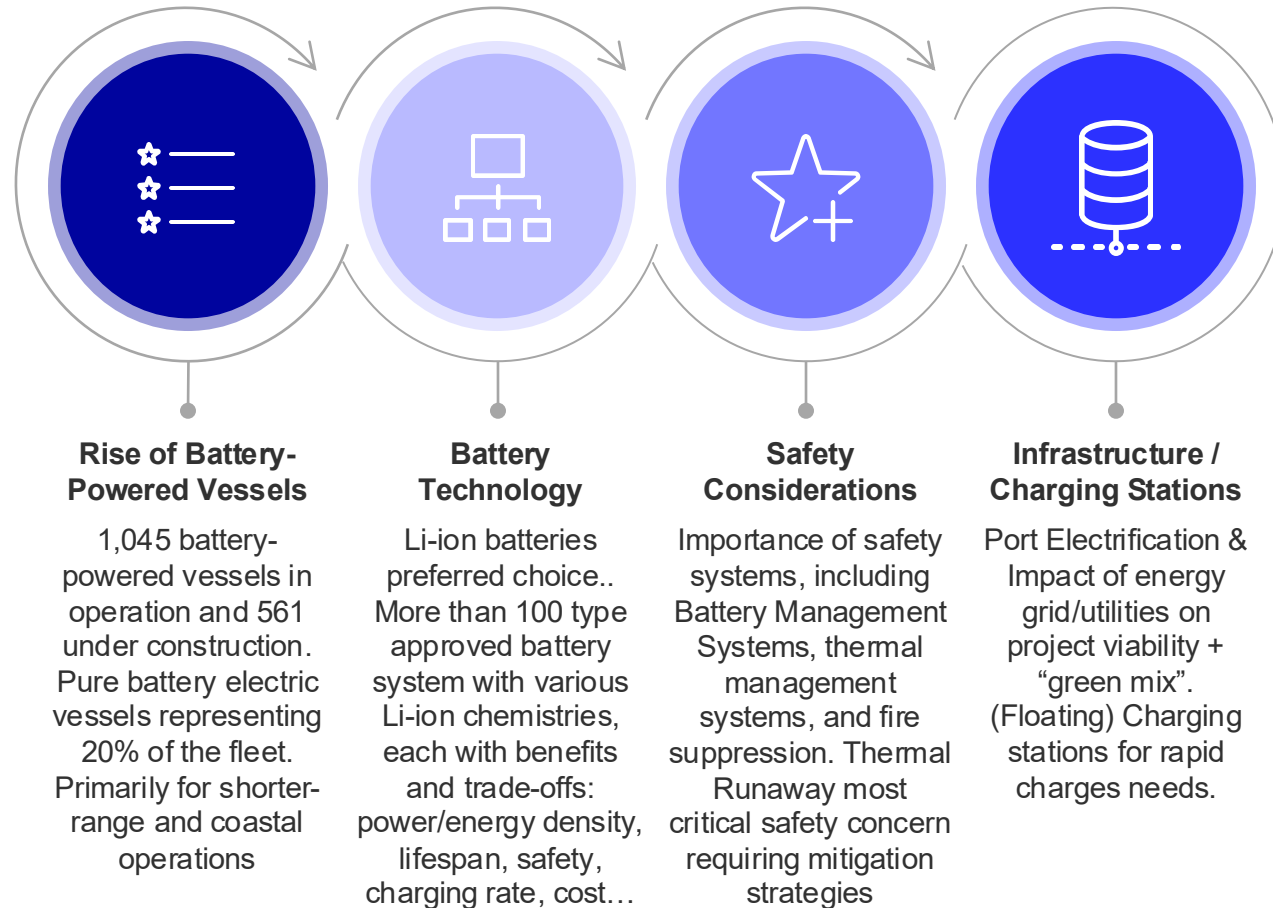 Rise of Battery-
Powered Vessels
1,045 battery-
powered vessels in
operation and 561
under construction.
Pure battery electric
vessels representing
20% of the fleet.
Primarily for shorter-
range and coastal
operations
Battery
Technology
Li-ion batteries
preferred choice..
More than 100 type
approved battery
system with various
Li-ion chemistries,
each with benefits
and trade-offs:
power/energy density,
lifespan, safety,
charging rate, cost…
Safety
Considerations
Importance of safety
systems, including
Battery Management
Systems, thermal
management
systems, and fire
suppression. Thermal
Runaway most
critical safety concern
requiring mitigation
strategies
Infrastructure /
Charging Stations
Port Electrification &
Impact of energy
grid/utilities on
project viability +
“green mix”.
(Floating) Charging
stations for rapid
charges needs.